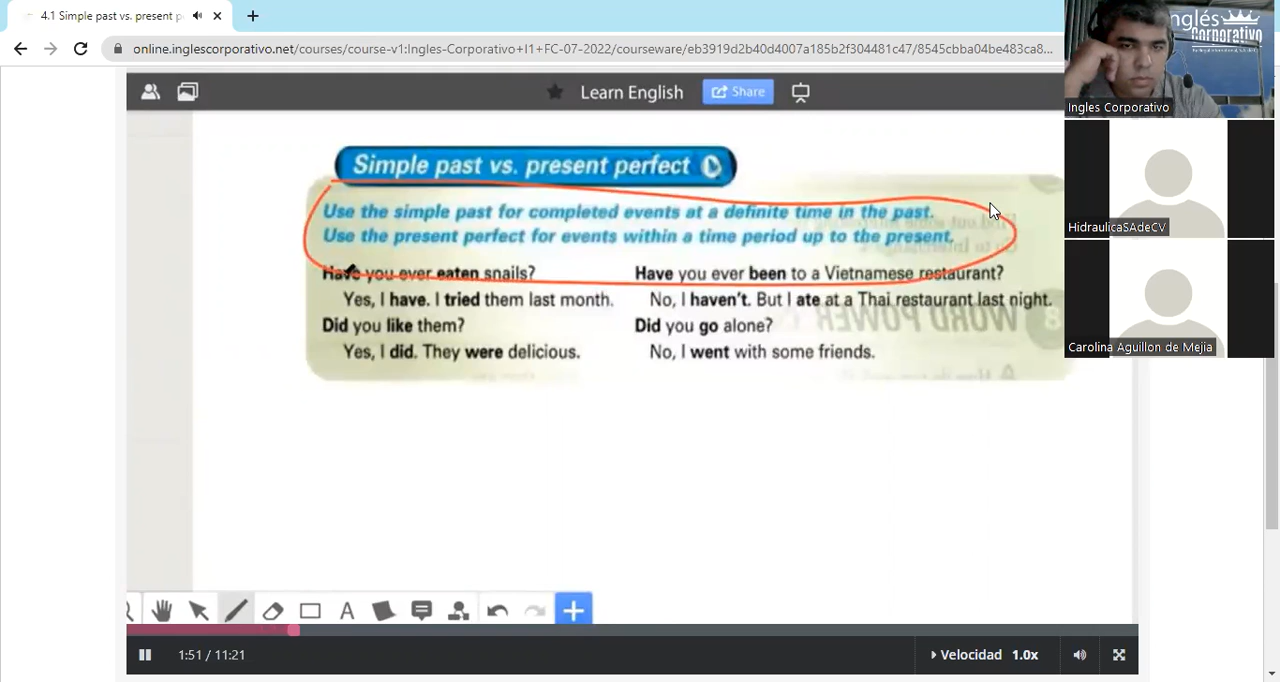 4.1 Simple past vs. present p
online.inglescorporativo.net/courses/course-v1:Ingles-Corporativo+I1+FC-07-2022/courseware/eb3919d2b40d4007a185b2f304481c47/8545cbba04be483ca8...
Learn English
Share
Simple past vs. present perfect
Use the simple past for completed events at a definite time in the past.
Use the present perfect for events within a time period up to the present.
Have you ever eaten snails?
Yes, I have. I tried them last month.
Did you like them?
Yes, I did. They were delicious.
Have you ever been to a Vietnamese restaurant?
No, I haven't. But I ate at a Thai restaurant last night.
Did you go alone?
No, I went with some friends.
WORD POWER
8
A
1:51 / 11:21
Velocidad 1.0x
Inglés
Corporativo
Ingles Corporativo
HidraulicaSAdeCV
Carolina Aguillon de Mejia